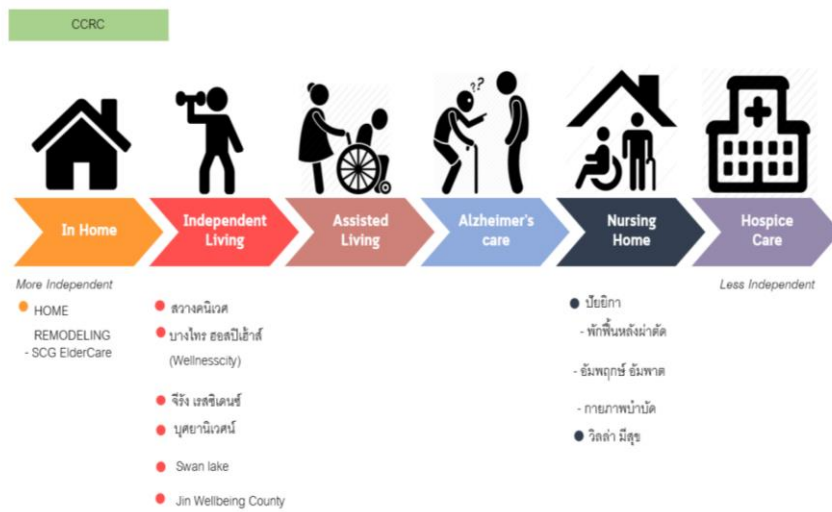 CCRC
??
In Home
Independent
Living
Assisted
Living
Alzheimer's
care
Nursing
Home
Hospice
Care
More Independent
Less Independent
HOME
REMODELING
- SCG ElderCare
สวางคนิเวศ
บางไทร ฮอสปิเฮ้าส์
(Wellnesscity)
จีรัง เรสซิเดนซ์
บุศยานิเวศน์
Swan lake
Jin Wellbeing County
ปัยยิกา
- พักฟื้นหลังผ่าตัด
- อัมพฤกษ์ อัมพาต
- กายภาพบำบัด
วิลล่า มีสุข